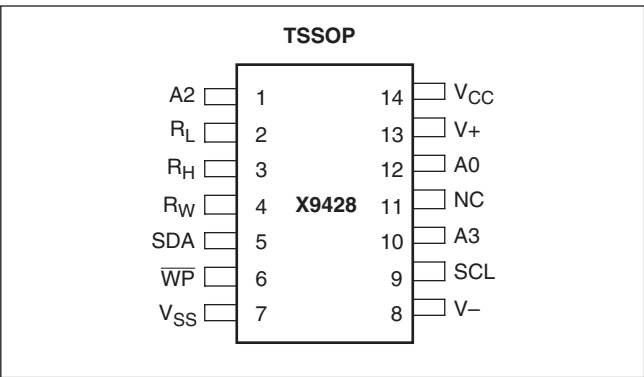 TSSOP
A2 1 14 VCC
RL 2 13 V+
RH 3 12 A0
RW 4 X9428 11 NC
SDA 5 10 A3
W̅P̅ 6 9 SCL
VSS 7 8 V–